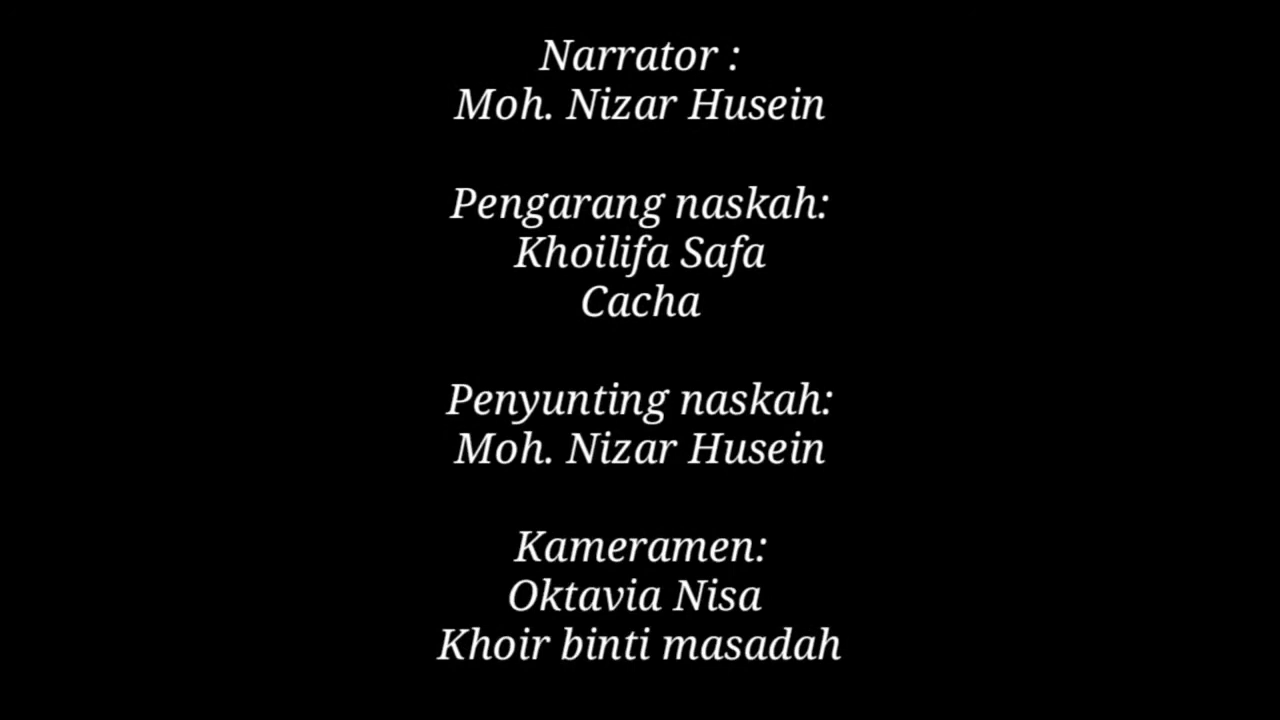 Narrator :
Moh. Nizar Husein
Pengarang naskah:
Khoilifa Safa
Cacha
Penyunting naskah:
Moh. Nizar Husein
Kameramen:
Oktavia Nisa
Khoir binti masadah